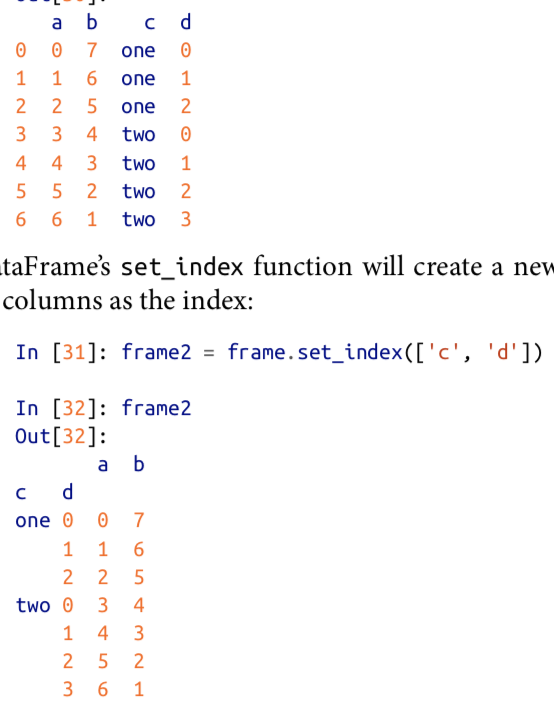 a b c d
0 0 7 one 0
1 1 6 one 1
2 2 5 one 2
3 3 4 two 0
4 4 3 two 1
5 5 2 two 2
6 6 1 two 3
ataFrame’s set_index function will create a new
columns as the index:
In [31]: frame2 = frame.set_index(['c', 'd'])
In [32]: frame2
Out[32]:
a b
c d
one 0 0 7
1 1 6
2 2 5
two 0 3 4
1 4 3
2 5 2
3 6 1